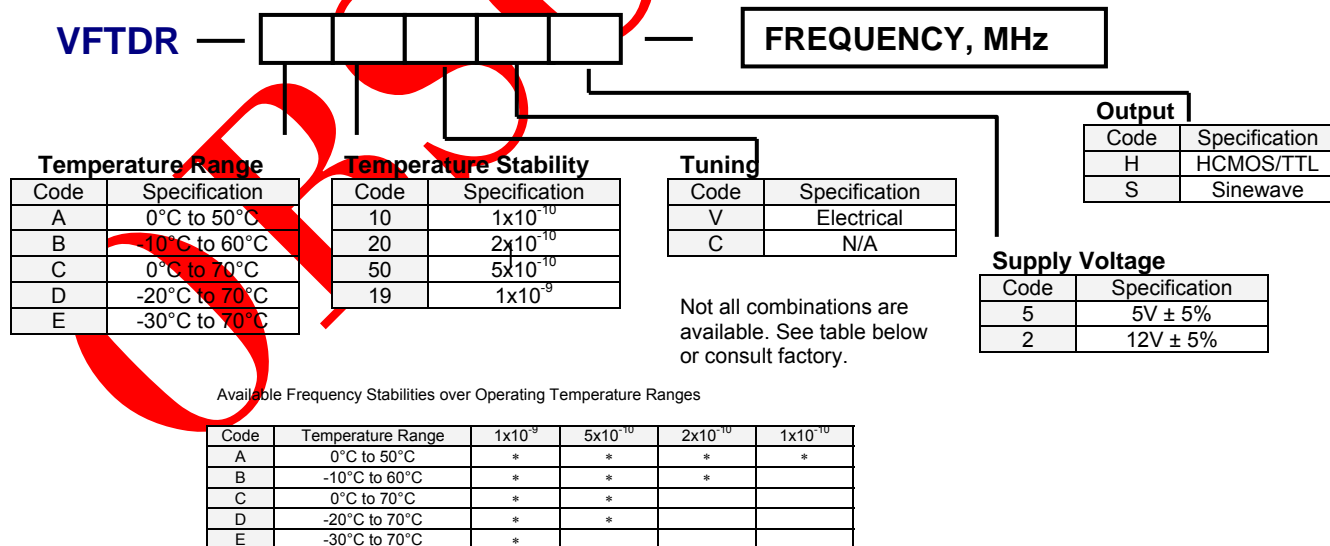 VFTDR — — FREQUENCY, MHz
Output
Code Specification
H HCMOS/TTL
S Sinewave
Temperature Range
Code Specification
A 0°C to 50°C
B -10°C to 60°C
C 0°C to 70°C
D -20°C to 70°C
E -30°C to 70°C
Temperature Stability
Code Specification
10 1x10⁻¹⁰
20 2x10⁻¹⁰
50 5x10⁻¹⁰
19 1x10⁻⁹
Tuning
Code Specification
V Electrical
C N/A
Supply Voltage
Code Specification
5 5V ± 5%
2 12V ± 5%
Not all combinations are
available. See table below
or consult factory.
Available Frequency Stabilities over Operating Temperature Ranges
Code Temperature Range 1x10⁻⁹ 5x10⁻¹⁰ 2x10⁻¹⁰ 1x10⁻¹⁰
A 0°C to 50°C * * * *
B -10°C to 60°C * * *
C 0°C to 70°C * *
D -20°C to 70°C * *
E -30°C to 70°C *